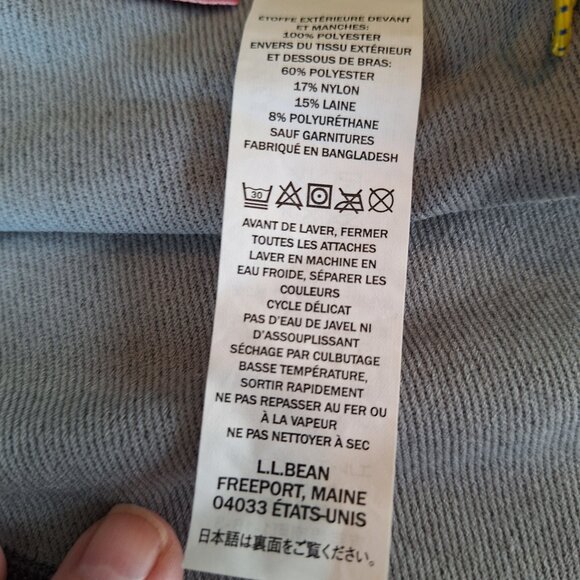 ÉTOFFE EXTÉRIEURE DEVANT
ET MANCHES:
100% POLYESTER
ENVERS DU TISSU EXTÉRIEUR
ET DESSOUS DE BRAS:
60% POLYESTER
17% NYLON
15% LAINE
8% POLYURÉTHANE
SAUF GARNITURES
FABRIQUÉ EN BANGLADESH
30
AVANT DE LAVER, FERMER
TOUTES LES ATTACHES
LAVER EN MACHINE EN
EAU FROIDE, SÉPARER LES
COULEURS
CYCLE DÉLICAT
PAS D'EAU DE JAVEL NI
D'ASSOUPLISSANT
SÉCHAGE PAR CULBUTAGE
BASSE TEMPÉRATURE,
SORTIR RAPIDEMENT
NE PAS REPASSER AU FER OU
À LA VAPEUR
NE PAS NETTOYER À SEC
L.L.BEAN
FREEPORT, MAINE
04033 ÉTATS-UNIS
日本語は裏面をご覧ください。